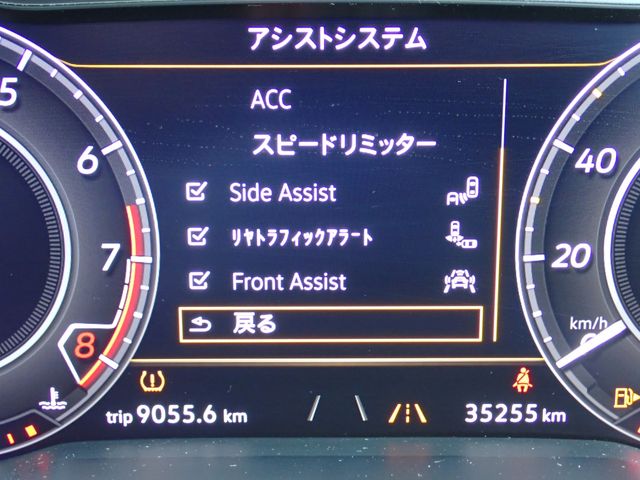 アシストシステム
ACC
スピードリミッター
Side Assist
リヤトラフィックアラート
Front Assist
戻る
5
6
7
8
40
20
km/h
trip 9055.6 km
35255 km